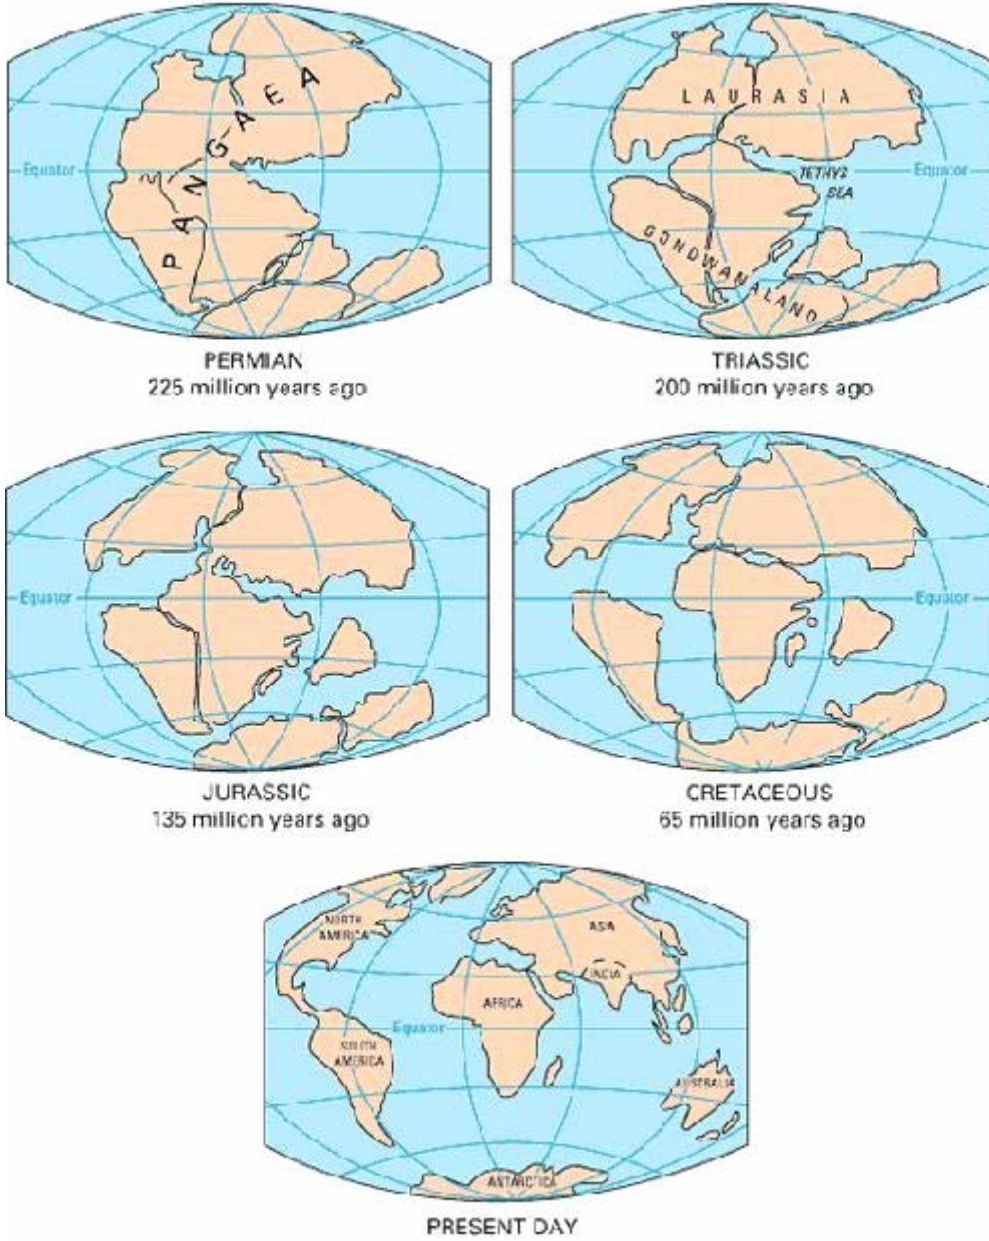 PANGAEA
Equator
PERMIAN
225 million years ago
LAURASIA
TETHYS
SEA
Equator
GONDWANALAND
TRIASSIC
200 million years ago
Equator
JURASSIC
135 million years ago
Equator
CRETACEOUS
65 million years ago
NORTH
AMERICA
ASIA
INDIA
AFRICA
Equator
SOUTH
AMERICA
AUSTRALIA
ANTARCTICA
PRESENT DAY